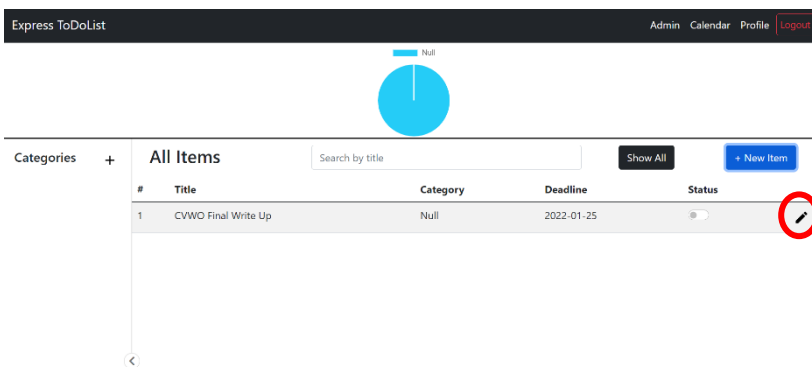 Express ToDoList Admin Calendar Profile Logout
Null
Categories + All Items Search by title Show All + New Item
# Title Category Deadline Status
1 CVWO Final Write Up Null 2022-01-25